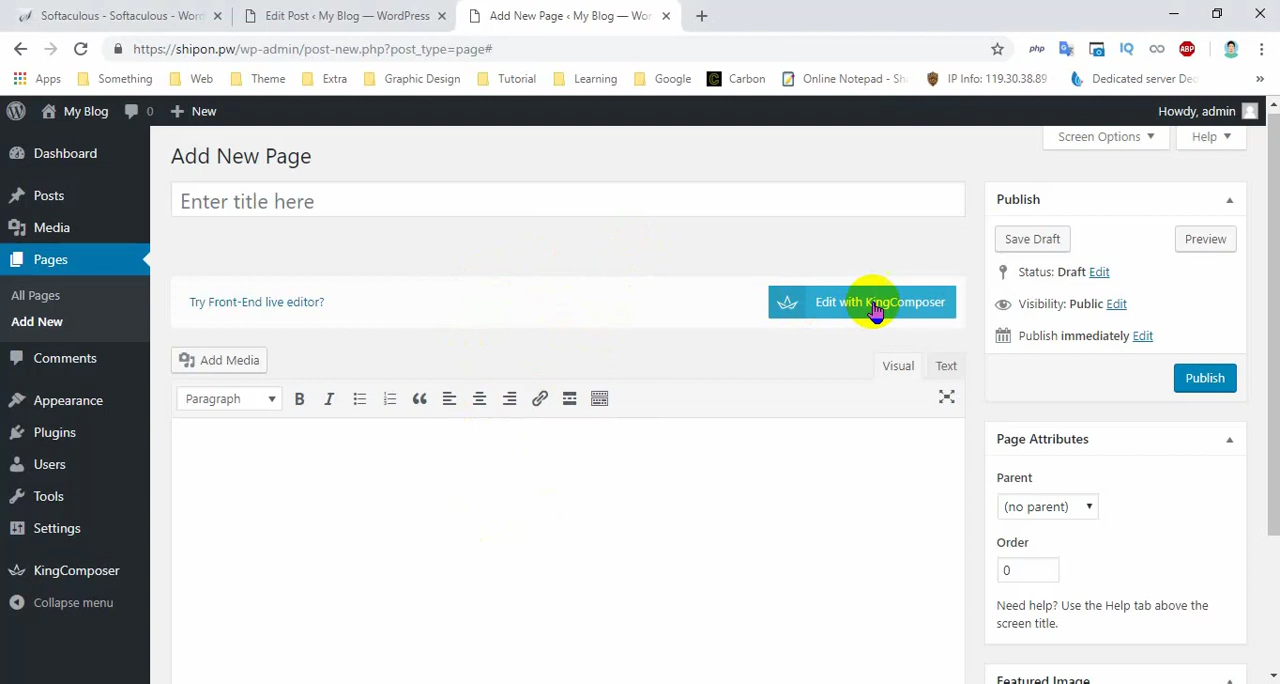 Softaculous - Softaculous - Wor
Edit Post ‹ My Blog — WordPress
Add New Page ‹ My Blog — Wor
https://shipon.pw/wp-admin/post-new.php?post_type=page#
php
IQ
ABP
Apps
Something
Web
Theme
Extra
Graphic Design
Tutorial
Learning
Google
Carbon
Online Notepad - Sh
IP Info: 119.30.38.89
Dedicated server De
»
My Blog
0
New
Howdy, admin
Dashboard
Posts
Media
Pages
All Pages
Add New
Comments
Appearance
Plugins
Users
Tools
Settings
KingComposer
Collapse menu
Screen Options
Help
Add New Page
Enter title here
Try Front-End live editor?
Edit with KingComposer
Add Media
Visual
Text
Paragraph
B
I
Publish
Save Draft
Preview
Status: Draft Edit
Visibility: Public Edit
Publish immediately Edit
Publish
Page Attributes
Parent
(no parent)
Order
0
Need help? Use the Help tab above the
screen title.
Featured Image